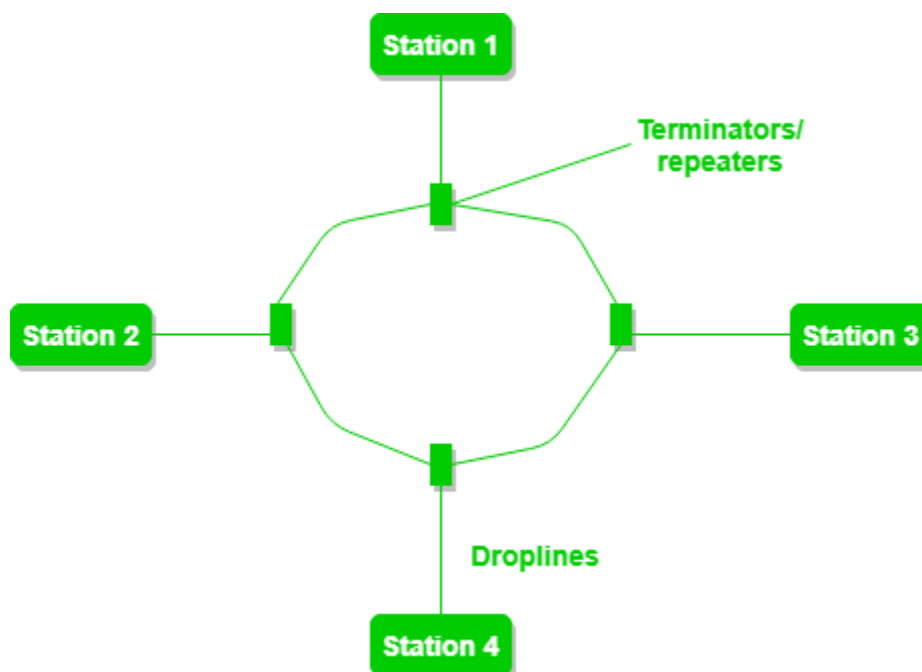 Station 1
Terminators/
repeaters
Station 2
Station 3
Droplines
Station 4